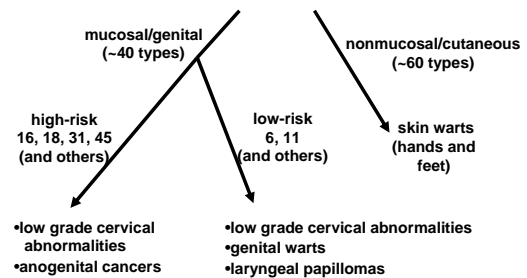 mucosal/genital
(~40 types)
nonmucosal/cutaneous
(~60 types)
high-risk
16, 18, 31, 45
(and others)
low-risk
6, 11
(and others)
skin warts
(hands and
feet)
•low grade cervical
abnormalities
•anogenital cancers
•low grade cervical abnormalities
•genital warts
•laryngeal papillomas